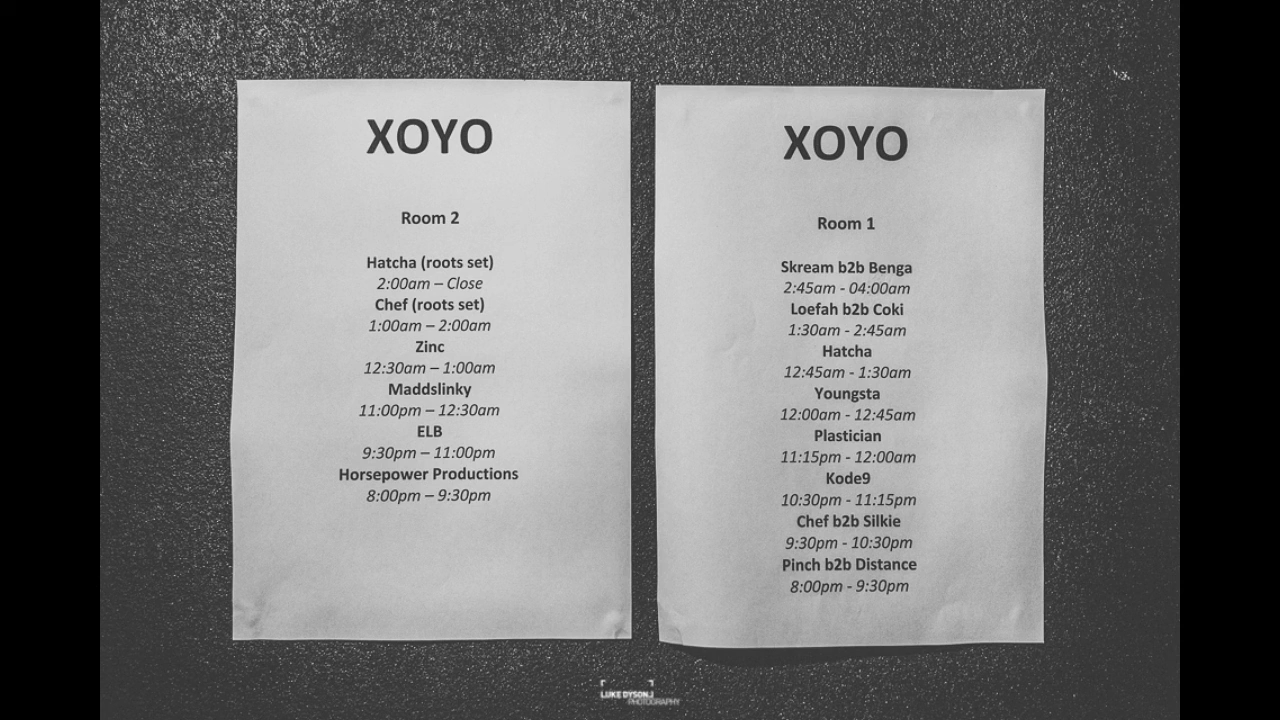 XOYO
Room 2
Hatcha (roots set)
2:00am – Close
Chef (roots set)
1:00am – 2:00am
Zinc
12:30am – 1:00am
Maddslinky
11:00pm – 12:30am
ELB
9:30pm – 11:00pm
Horsepower Productions
8:00pm – 9:30pm
XOYO
Room 1
Skream b2b Benga
2:45am - 04:00am
Loefah b2b Coki
1:30am - 2:45am
Hatcha
12:45am - 1:30am
Youngsta
12:00am - 12:45am
Plastician
11:15pm - 12:00am
Kode9
10:30pm - 11:15pm
Chef b2b Silkie
9:30pm - 10:30pm
Pinch b2b Distance
8:00pm - 9:30pm
LUKE DYSON
PHOTOGRAPHY